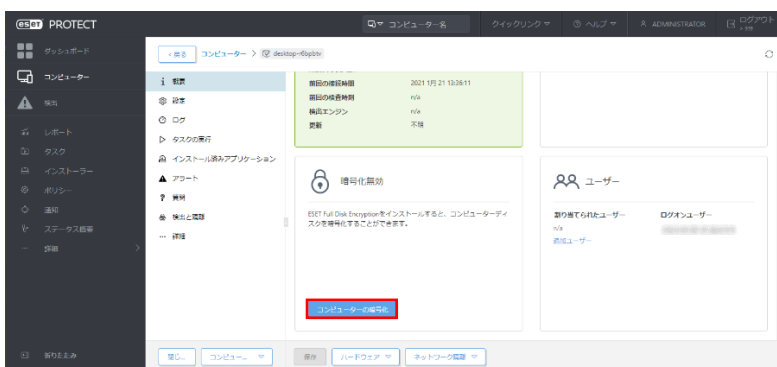 eset PROTECT
コンピューター名
クイックリンク
ヘルプ
ADMINISTRATOR
ログアウト
ダッシュボード
コンピューター
検出
レポート
タスク
インストーラー
ポリシー
通知
ステータス概要
詳細
折りたたみ
<戻る
コンピューター > desktop-6bpbtv
概要
設定
ログ
タスクの実行
インストール済みアプリケーション
アラート
質問
検出と隔離
詳細
前回の接続時間 2021 1月 21 13:26:11
前回の検査時刻 n/a
検出エンジン n/a
更新 不明
暗号化無効
ESET Full Disk Encryptionをインストールすると、コンピューターディ
スクを暗号化することができます。
コンピューターの暗号化
ユーザー
割り当てられたユーザー ログオンユーザー
n/a
追加ユーザー
閉じ...
コンピュー...
保存
ハードウェア
ネットワーク隔離